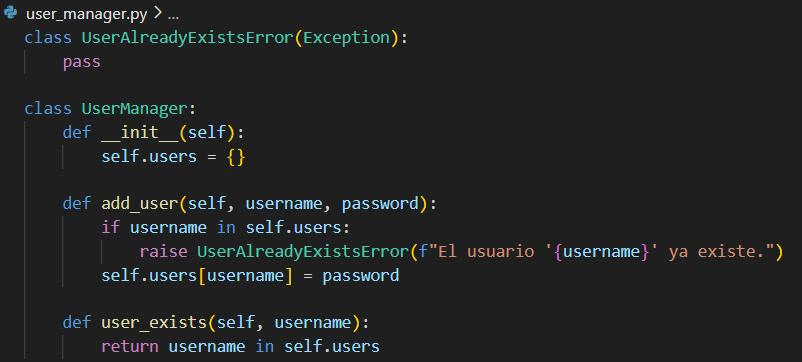 user_manager.py > ...
class UserAlreadyExistsError(Exception):
    pass

class UserManager:
    def __init__(self):
        self.users = {}

    def add_user(self, username, password):
        if username in self.users:
            raise UserAlreadyExistsError(f"El usuario '{username}' ya existe.")
        self.users[username] = password

    def user_exists(self, username):
        return username in self.users